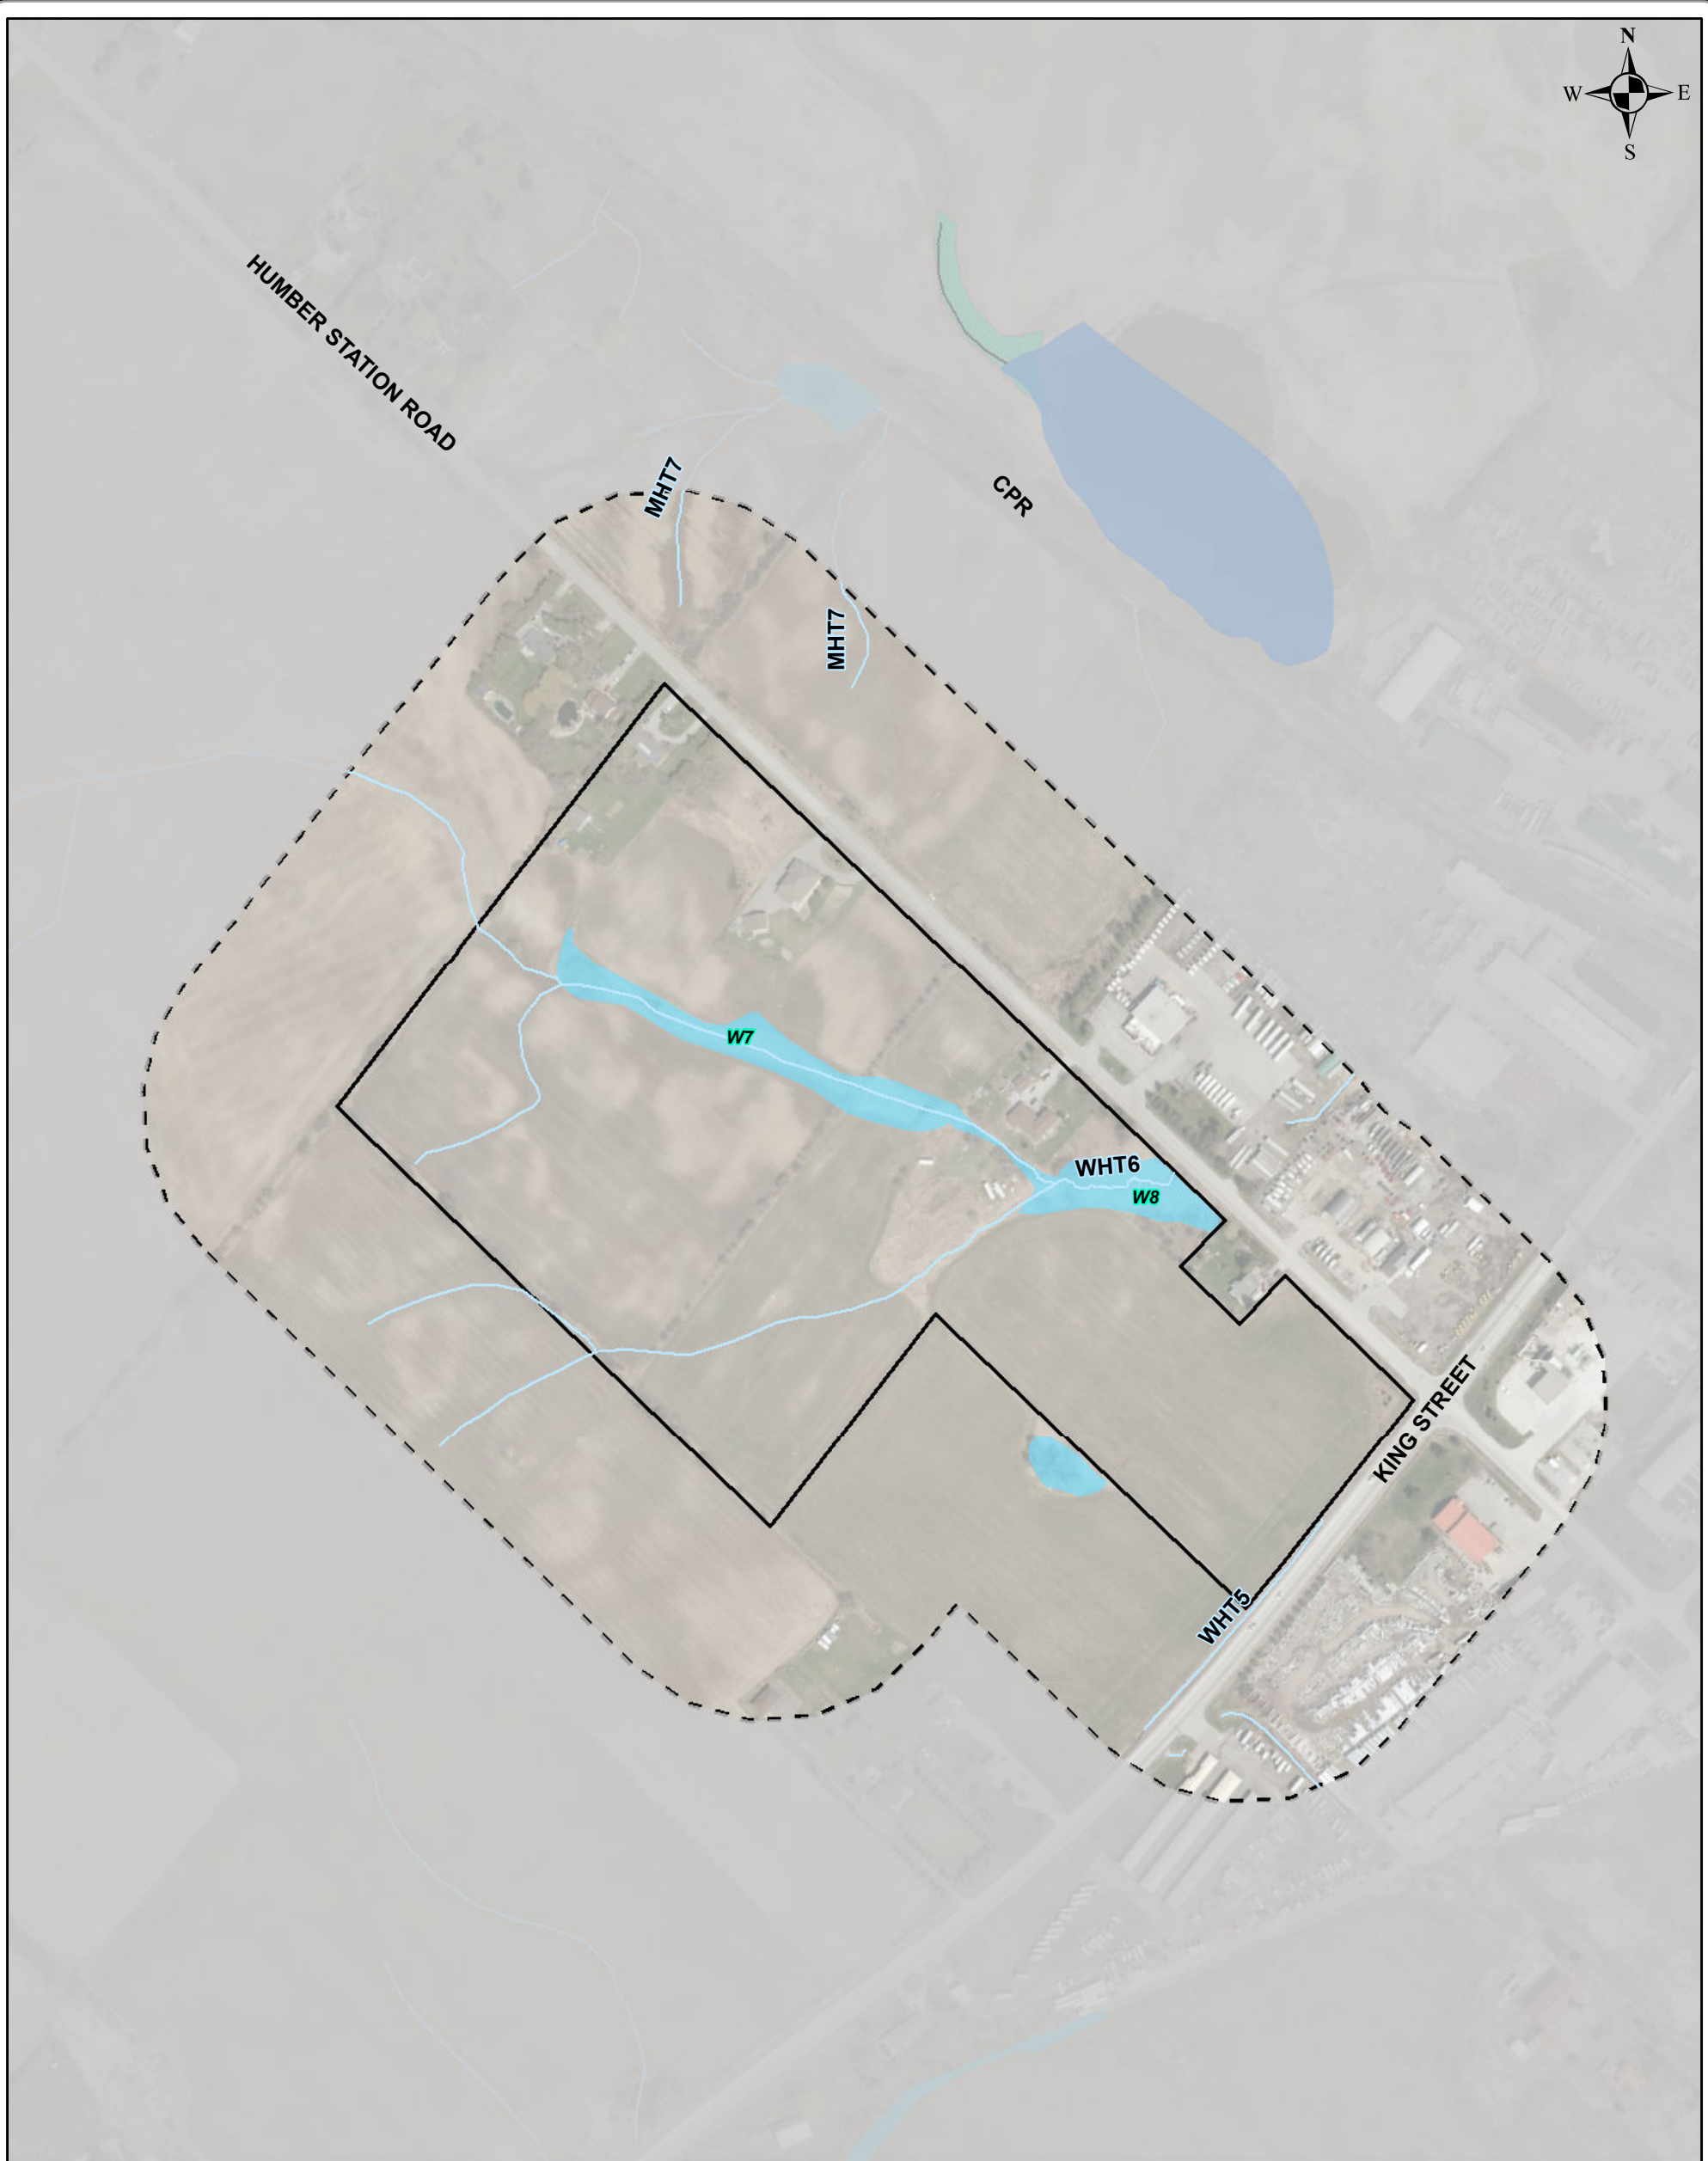 N
W E
S
HUMBER STATION ROAD
MHT7
CPR
MHT7
W7
WHT6
W8
KING STREET
WHT5